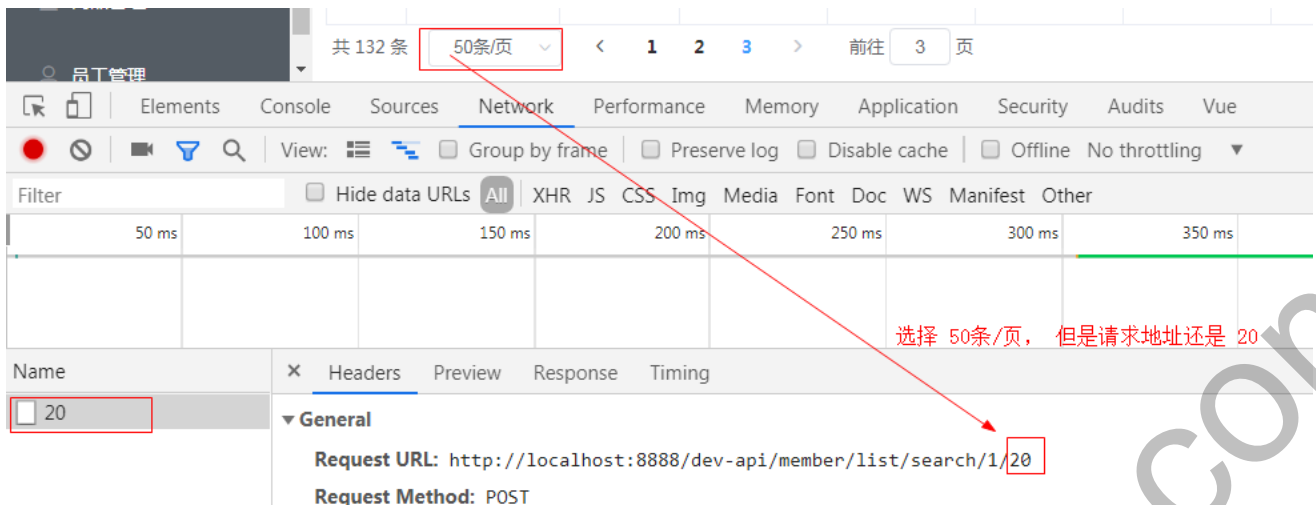 共 132 条 50条/页 < 1 2 3 > 前往 3 页
员工管理
Elements Console Sources Network Performance Memory Application Security Audits Vue
View: Group by frame Preserve log Disable cache Offline No throttling ▼
Filter Hide data URLs All XHR JS CSS Img Media Font Doc WS Manifest Other
50 ms 100 ms 150 ms 200 ms 250 ms 300 ms 350 ms
选择 50条/页, 但是请求地址还是 20
Name × Headers Preview Response Timing
20
▼ General
Request URL: http://localhost:8888/dev-api/member/list/search/1/20
Request Method: POST
com